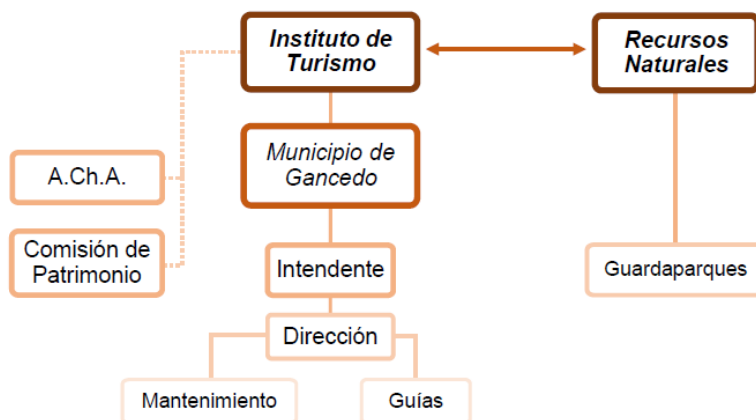 Instituto de
Turismo
Recursos
Naturales
Municipio de
Gancedo
A.Ch.A.
Comisión de
Patrimonio
Intendente
Guardaparques
Dirección
Mantenimiento
Guías